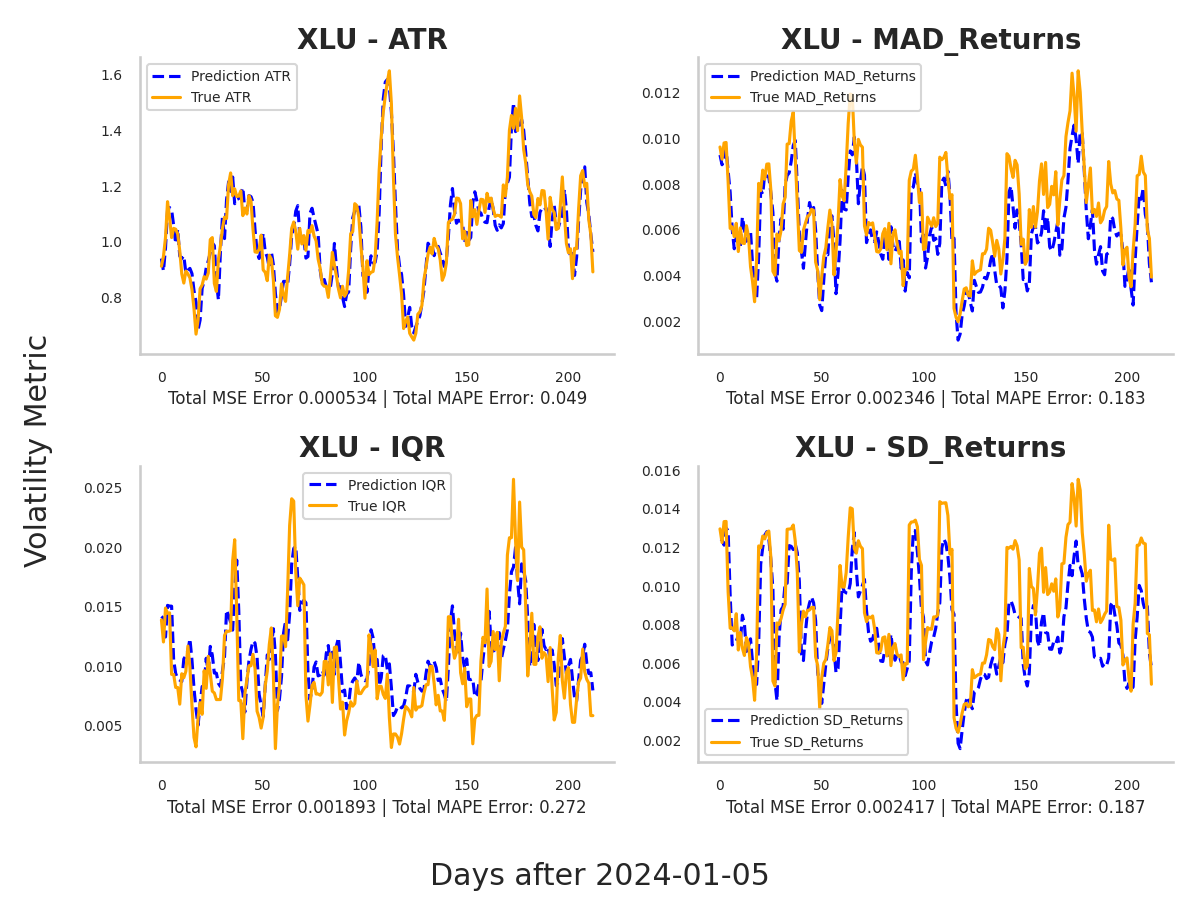 XLU - ATR
Prediction ATR
True ATR
1.6
1.4
1.2
1.0
0.8
0
50
100
150
200
Total MSE Error 0.000534 | Total MAPE Error: 0.049
XLU - MAD_Returns
Prediction MAD_Returns
True MAD_Returns
0.012
0.010
0.008
0.006
0.004
0.002
0
50
100
150
200
Total MSE Error 0.002346 | Total MAPE Error: 0.183
Volatility Metric
XLU - IQR
Prediction IQR
True IQR
0.025
0.020
0.015
0.010
0.005
0
50
100
150
200
Total MSE Error 0.001893 | Total MAPE Error: 0.272
XLU - SD_Returns
0.016
0.014
0.012
0.010
0.008
0.006
0.004
0.002
Prediction SD_Returns
True SD_Returns
0
50
100
150
200
Total MSE Error 0.002417 | Total MAPE Error: 0.187
Days after 2024-01-05